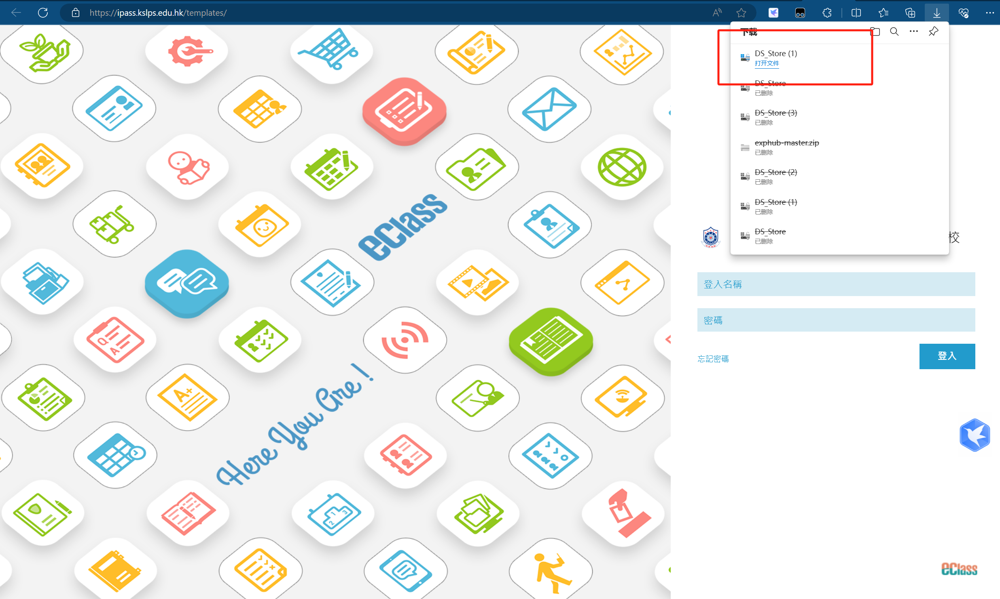 https://ipass.kslps.edu.hk/templates/
下载
DS_Store (1)
打开文件
DS_Store
已删除
DS_Store (3)
已删除
exphub-master.zip
已删除
DS_Store (2)
已删除
DS_Store (1)
已删除
DS_Store
已删除
校
登入名稱
密碼
忘記密碼
登入
eClass
Here You Are !
Q
A
A+
1
2
3
eClass